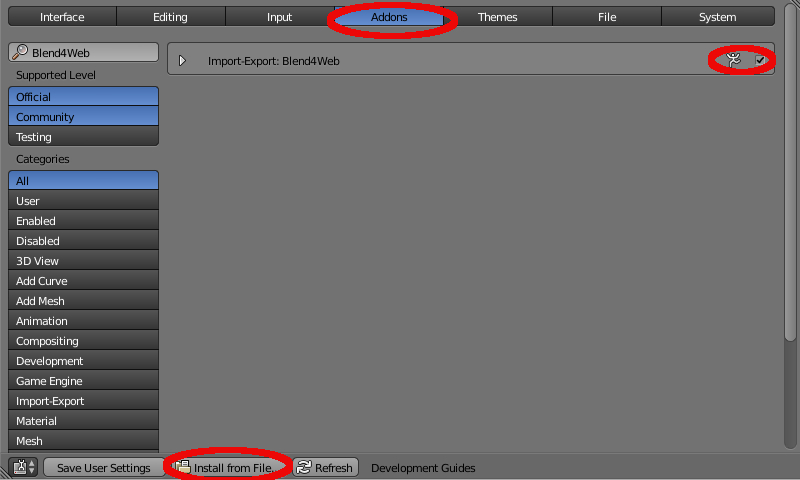 Interface Editing Input Addons Themes File System
Blend4Web
Import-Export: Blend4Web
Supported Level
Official
Community
Testing
Categories
All
User
Enabled
Disabled
3D View
Add Curve
Add Mesh
Animation
Compositing
Development
Game Engine
Import-Export
Material
Mesh
Save User Settings Install from File... Refresh Development Guides